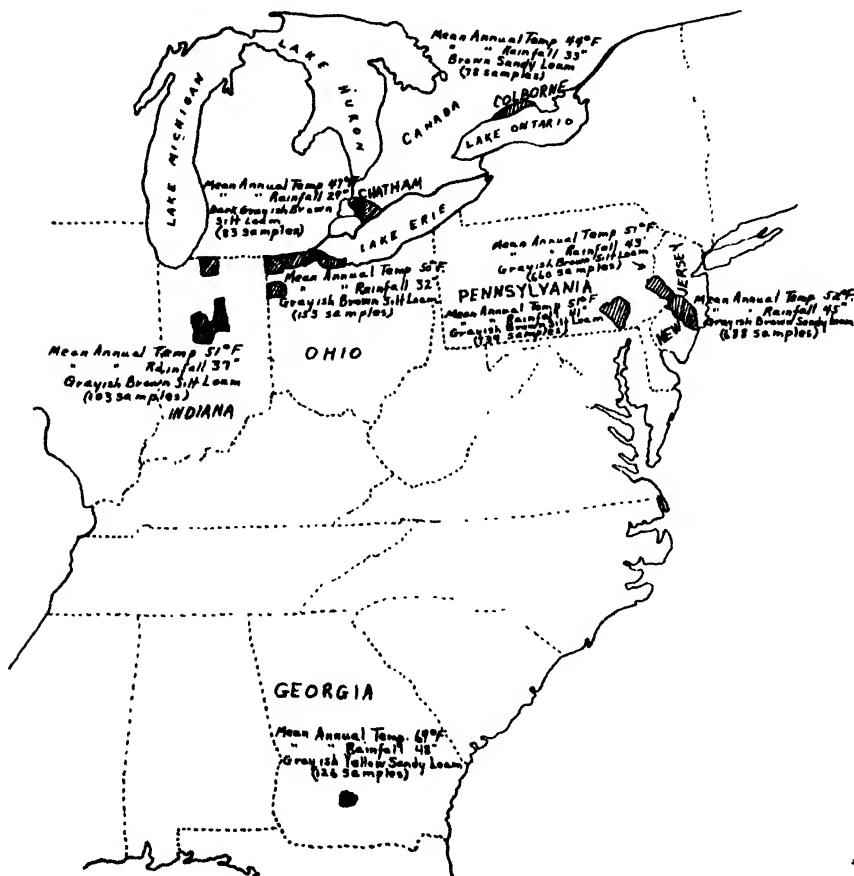 Mean Annual Temp 44°F.
" " Rainfall 33"
Brown Sandy Loam
(78 samples)
COLBORNE
LAKE ONTARIO
CANADA
LAKE HURON
LAKE MICHIGAN
Mean Annual Temp 47°F.
" " Rainfall 29"
Dark Grayish Brown
Silt Loam
(83 samples)
CHATHAM
LAKE ERIE
Mean Annual Temp 50°F.
" " Rainfall 32"
Grayish Brown Silt Loam
(153 samples)
OHIO
Mean Annual Temp 51°F
" " Rainfall 37"
Grayish Brown Silt Loam
(103 samples)
INDIANA
Mean Annual Temp 51°F.
" " Rainfall 43"
Grayish Brown Silt Loam
samples)
PENNSYLVANIA
Mean Annual Temp 51°F.
" " Rainfall 41"
Grayish Brown Silt Loam
samples)
NEW JERSEY
Mean Annual Temp. 52°F.
" " Rainfall 45"
Grayish Brown Sandy Loam
samples)
GEORGIA
Mean Annual Temp. 69°F.
" " Rainfall 48"
Grayish Yellow Sandy Loam
(126 samples)